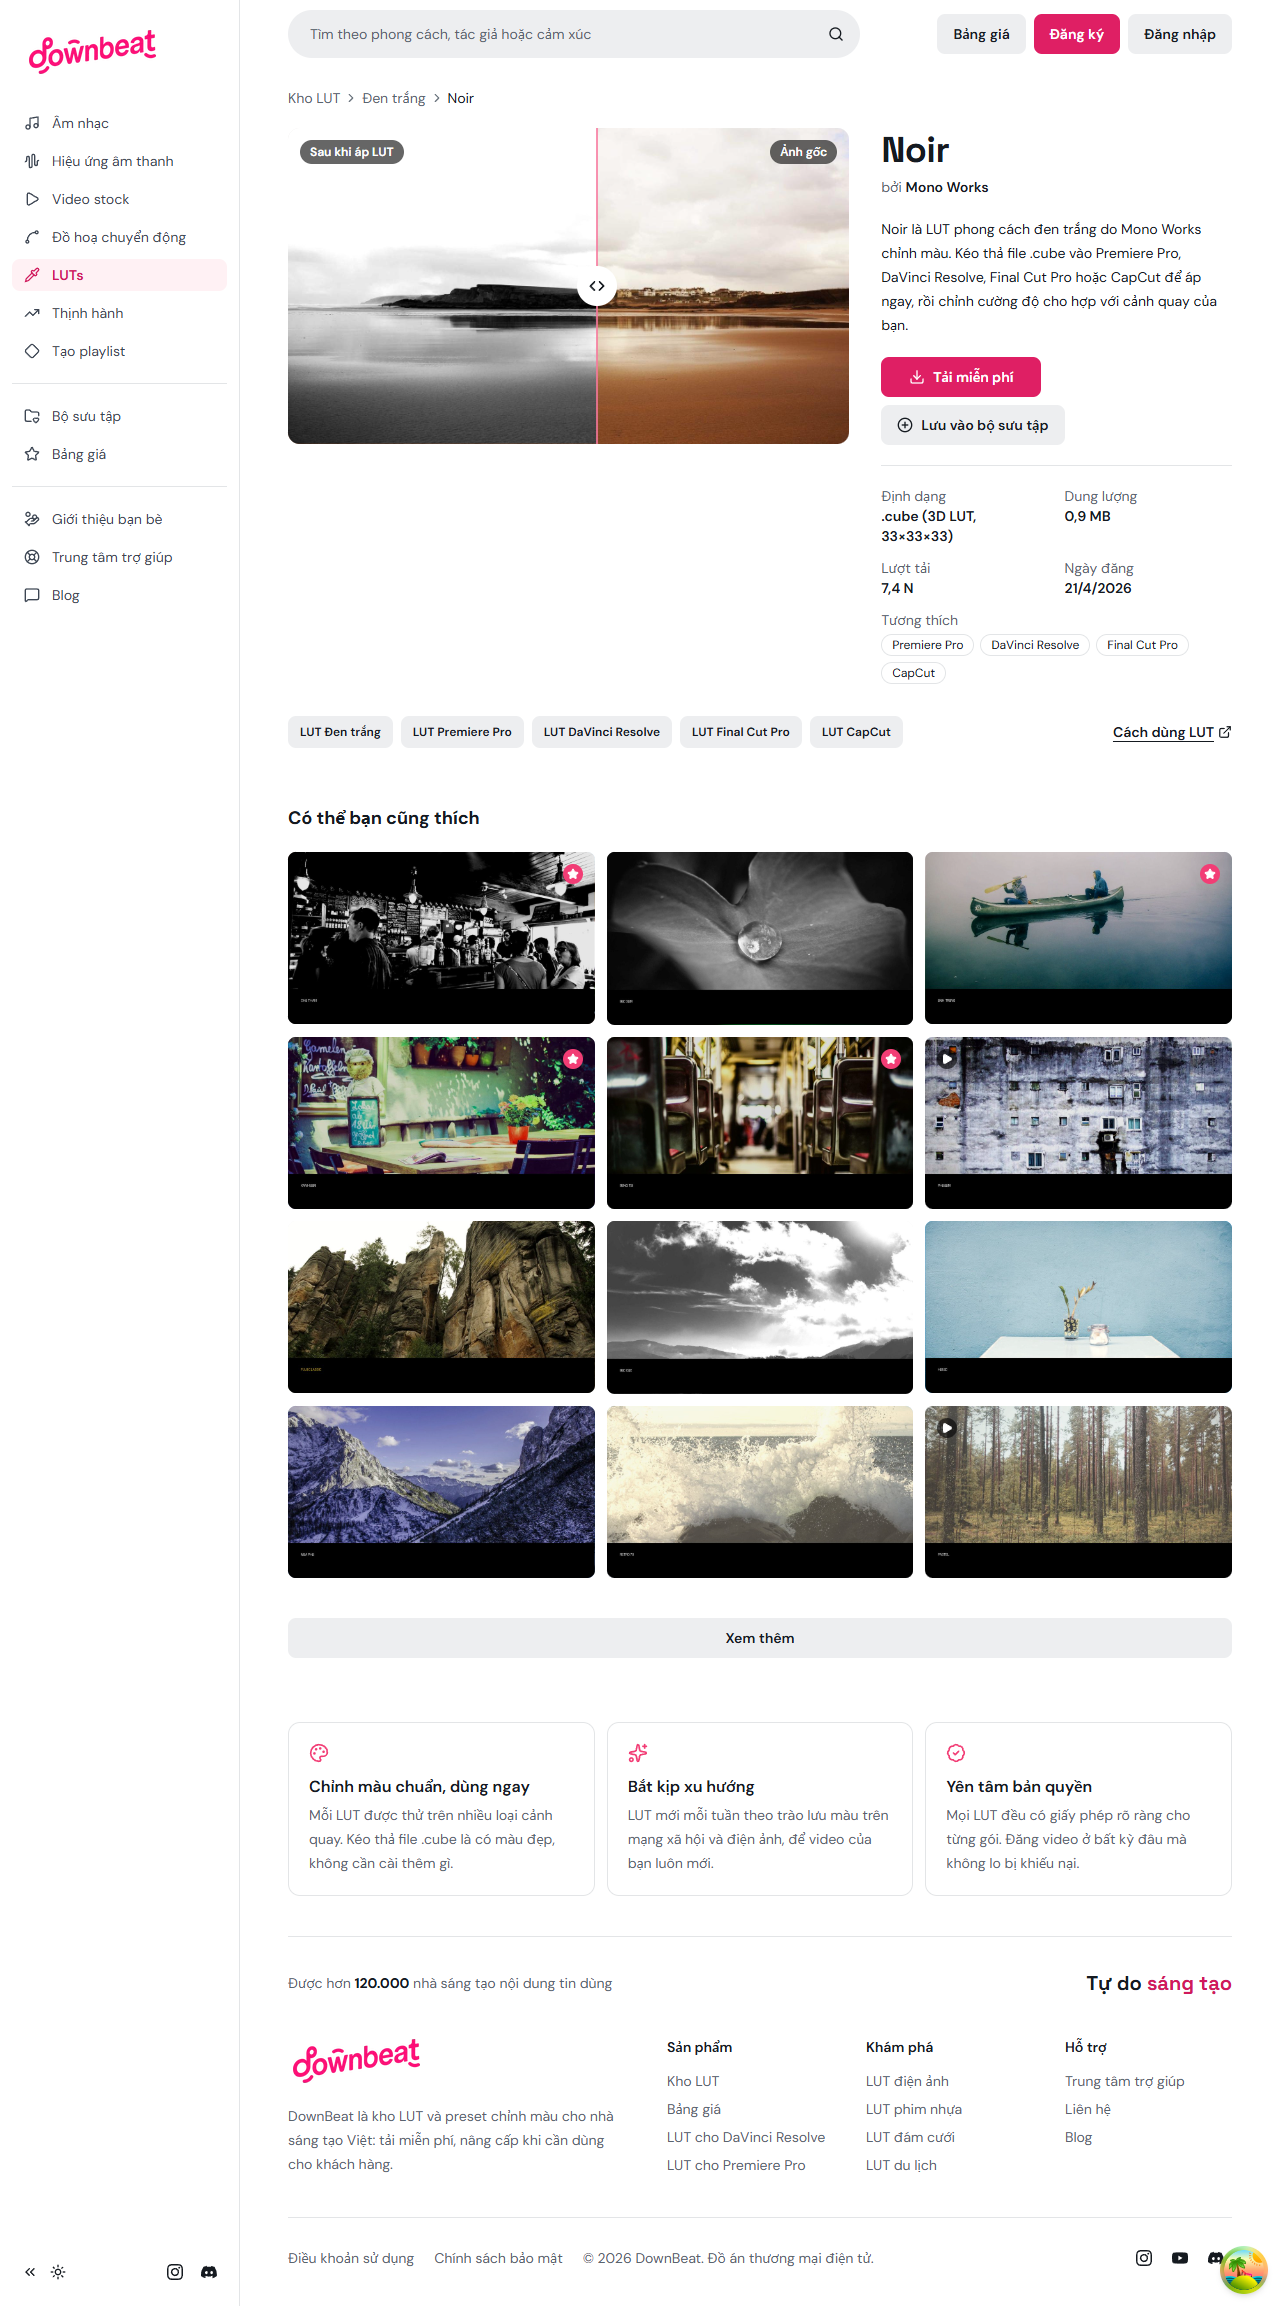 downbeat
Âm nhạc
Hiệu ứng âm thanh
Video stock
Đồ hoạ chuyển động
LUTs
Thịnh hành
Tạo playlist
Bộ sưu tập
Bảng giá
Giới thiệu bạn bè
Trung tâm trợ giúp
Blog
Tìm theo phong cách, tác giả hoặc cảm xúc
Bảng giá
Đăng ký
Đăng nhập
Kho LUT > Đen trắng > Noir
Sau khi áp LUT
Ảnh gốc
Noir
bởi Mono Works
Noir là LUT phong cách đen trắng do Mono Works
chỉnh màu. Kéo thả file .cube vào Premiere Pro,
DaVinci Resolve, Final Cut Pro hoặc CapCut để áp
ngay, rồi chỉnh cường độ cho hợp với cảnh quay của
bạn.
Tải miễn phí
Lưu vào bộ sưu tập
Định dạng
.cube (3D LUT,
33×33×33)
Dung lượng
0,9 MB
Lượt tải
7,4 N
Ngày đăng
21/4/2026
Tương thích
Premiere Pro
DaVinci Resolve
Final Cut Pro
CapCut
LUT Đen trắng
LUT Premiere Pro
LUT DaVinci Resolve
LUT Final Cut Pro
LUT CapCut
Cách dùng LUT
Có thể bạn cũng thích
Xem thêm
Chỉnh màu chuẩn, dùng ngay
Mỗi LUT được thử trên nhiều loại cảnh
quay. Kéo thả file .cube là có màu đẹp,
không cần cài thêm gì.
Bắt kịp xu hướng
LUT mới mỗi tuần theo trào lưu màu trên
mạng xã hội và điện ảnh, để video của
bạn luôn mới.
Yên tâm bản quyền
Mọi LUT đều có giấy phép rõ ràng cho
từng gói. Đăng video ở bất kỳ đâu mà
không lo bị khiếu nại.
Được hơn 120.000 nhà sáng tạo nội dung tin dùng
Tự do sáng tạo
downbeat
DownBeat là kho LUT và preset chỉnh màu cho nhà
sáng tạo Việt: tải miễn phí, nâng cấp khi cần dùng
cho khách hàng.
Sản phẩm
Kho LUT
Bảng giá
LUT cho DaVinci Resolve
LUT cho Premiere Pro
Khám phá
LUT điện ảnh
LUT phim nhựa
LUT đám cưới
LUT du lịch
Hỗ trợ
Trung tâm trợ giúp
Liên hệ
Blog
Điều khoản sử dụng
Chính sách bảo mật
© 2026 DownBeat. Đồ án thương mại điện tử.